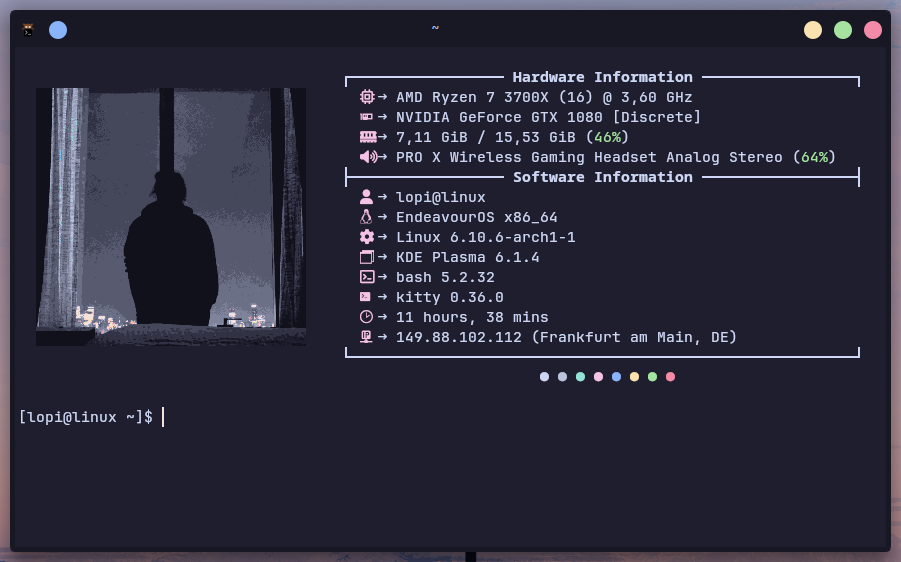 ~
Hardware Information
→ AMD Ryzen 7 3700X (16) @ 3,60 GHz
→ NVIDIA GeForce GTX 1080 [Discrete]
→ 7,11 GiB / 15,53 GiB (46%)
→ PRO X Wireless Gaming Headset Analog Stereo (64%)
Software Information
→ lopi@linux
→ EndeavourOS x86_64
→ Linux 6.10.6-arch1-1
→ KDE Plasma 6.1.4
→ bash 5.2.32
→ kitty 0.36.0
→ 11 hours, 38 mins
→ 149.88.102.112 (Frankfurt am Main, DE)
[lopi@linux ~]$